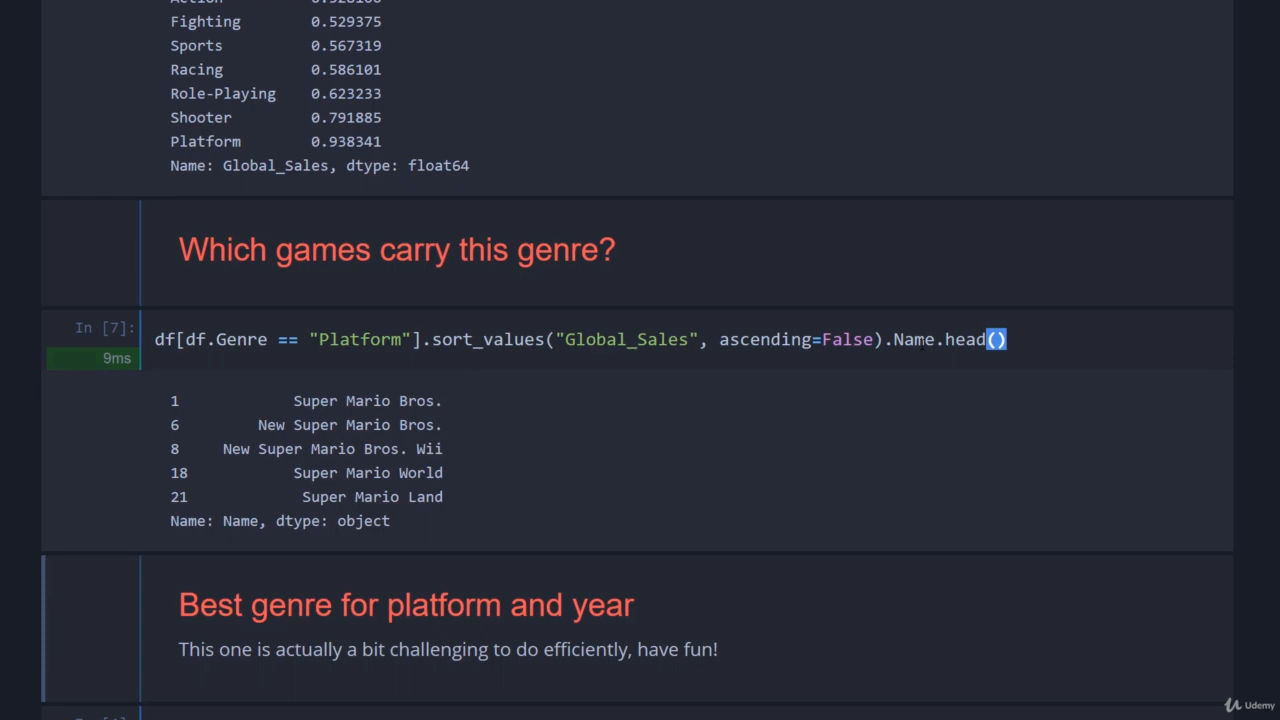 Fighting 0.529375
Sports 0.567319
Racing 0.586101
Role-Playing 0.623233
Shooter 0.791885
Platform 0.938341
Name: Global_Sales, dtype: float64
Which games carry this genre?
In [7]:
df[df.Genre == "Platform"].sort_values("Global_Sales", ascending=False).Name.head()
9ms
1 Super Mario Bros.
6 New Super Mario Bros.
8 New Super Mario Bros. Wii
18 Super Mario World
21 Super Mario Land
Name: Name, dtype: object
Best genre for platform and year
This one is actually a bit challenging to do efficiently, have fun!
Udemy